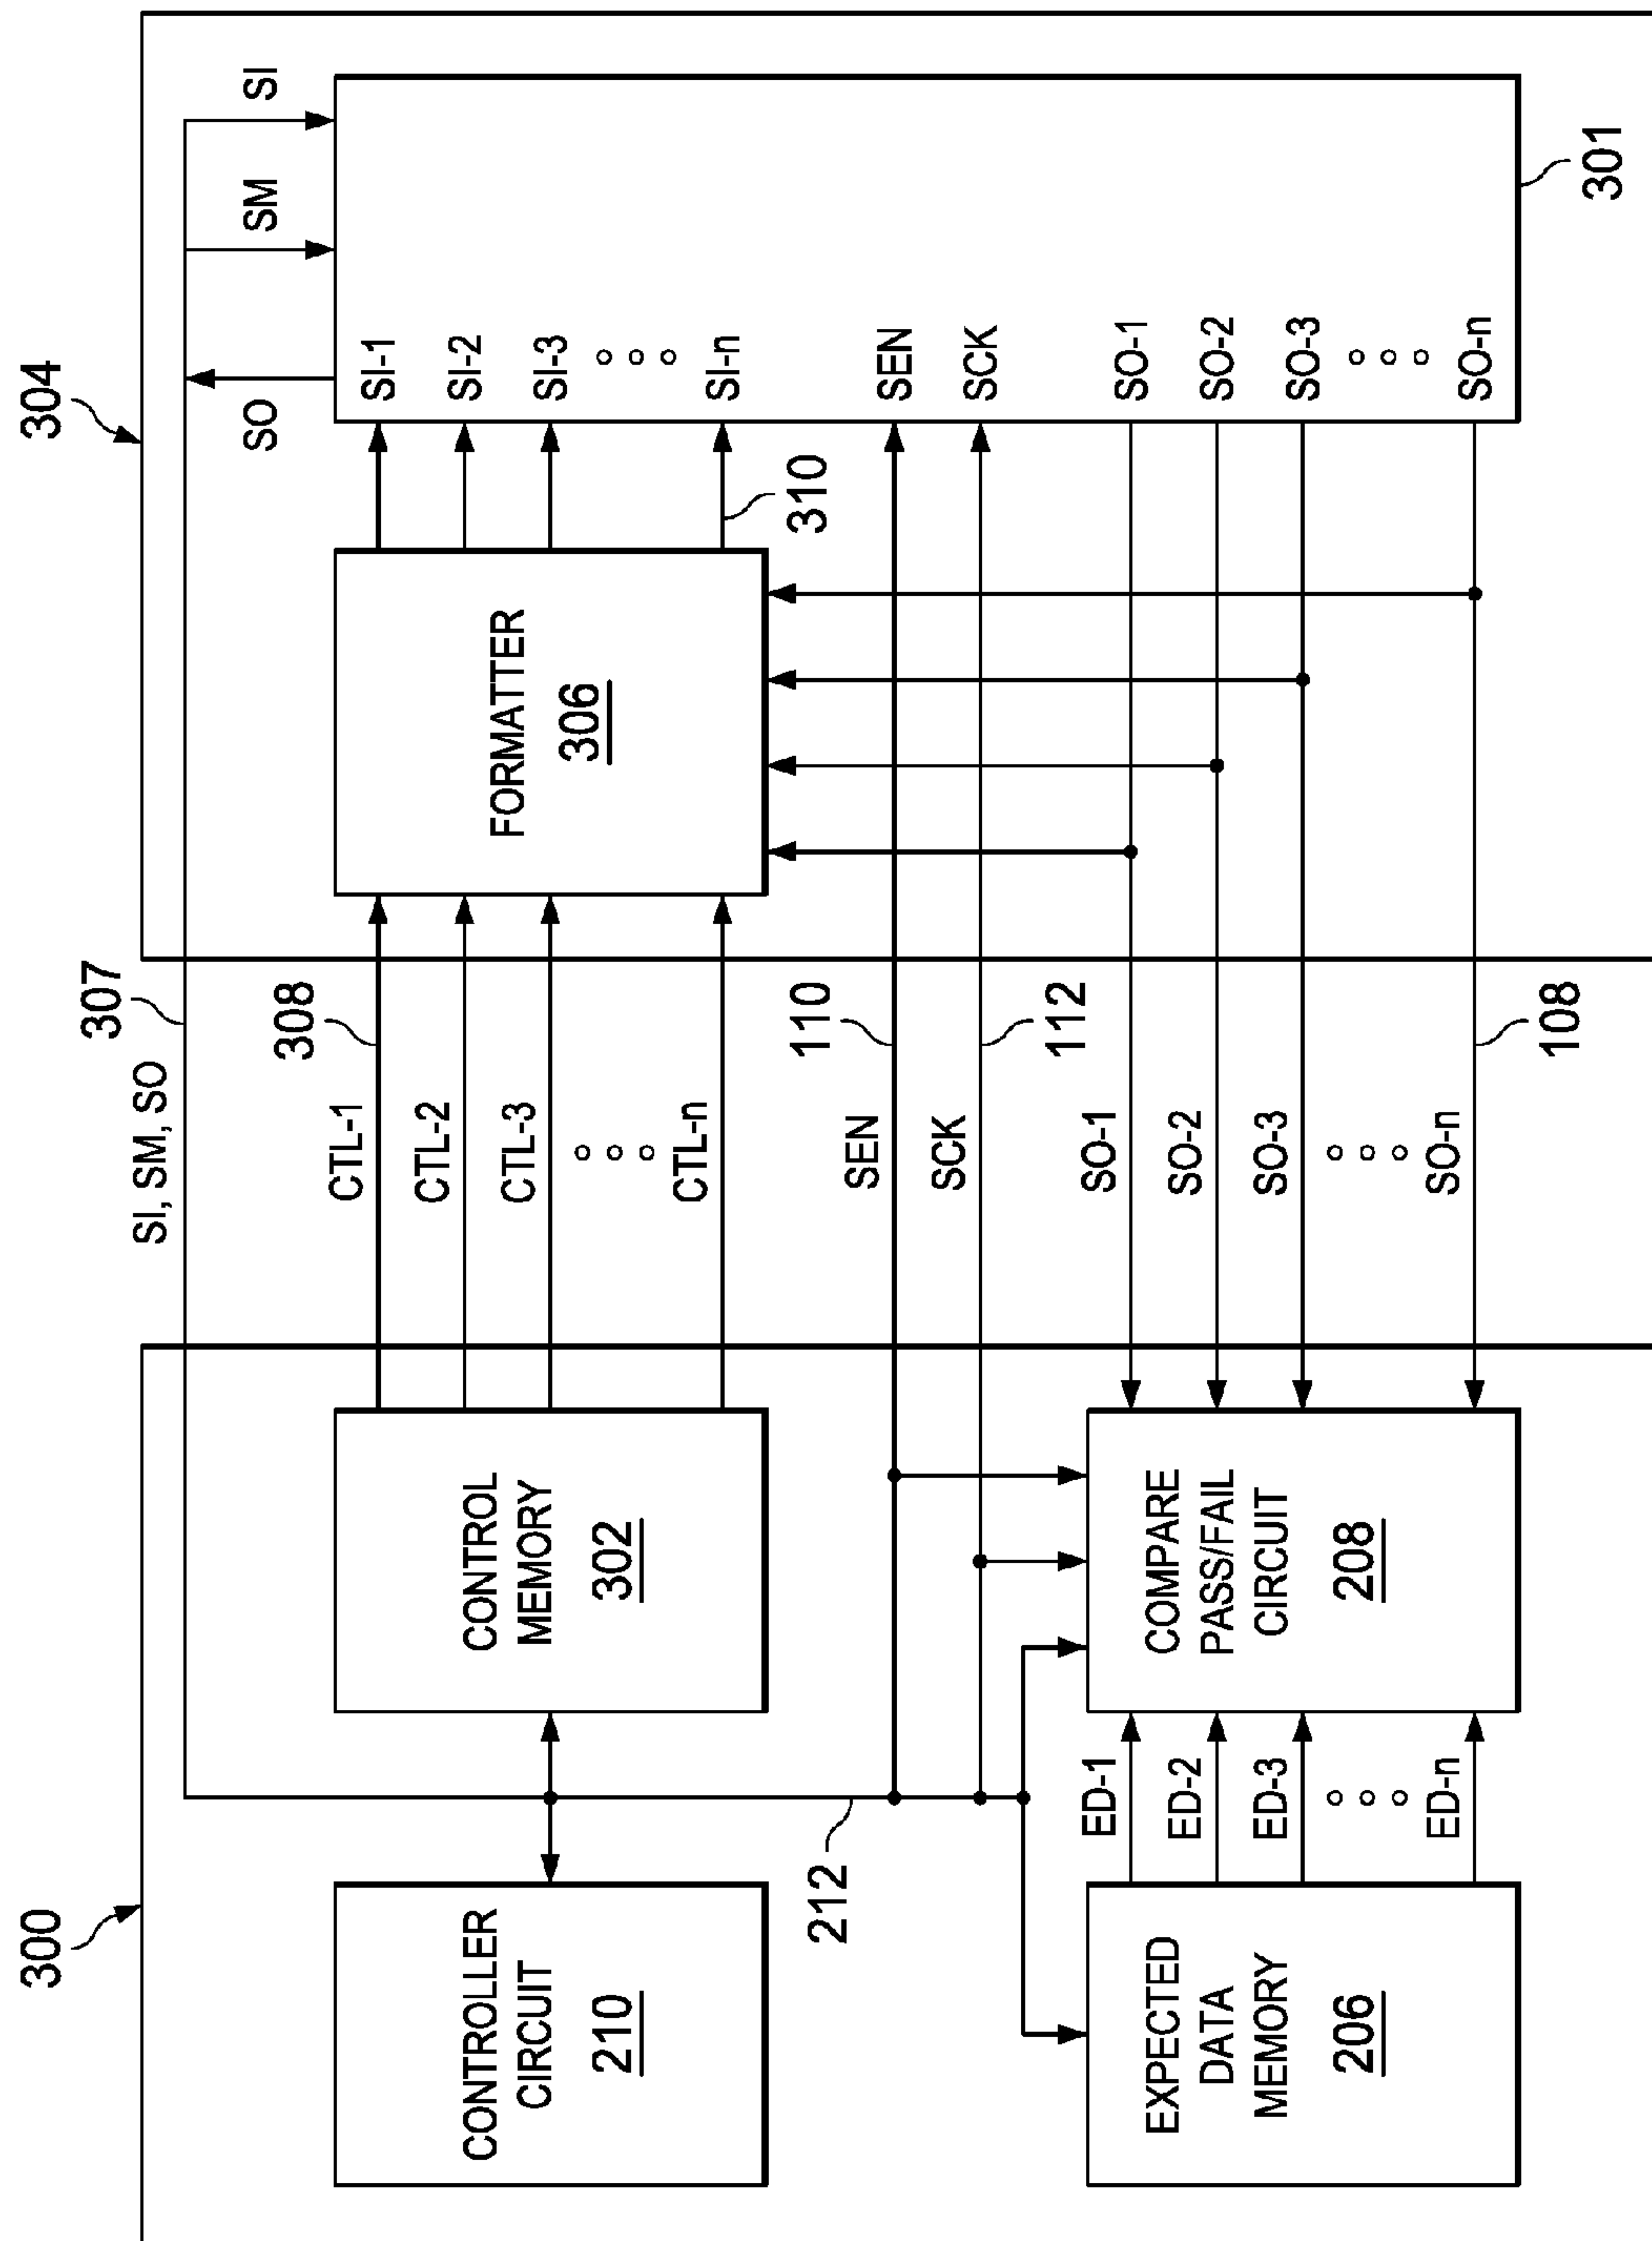 300
304
SI, SM, SO
307
SO
SM
SI
CONTROLLER
CIRCUIT
210
CONTROL
MEMORY
302
CTL-1
308
CTL-2
CTL-3
CTL-n
FORMATTER
306
310
SI-1
SI-2
SI-3
SI-n
212
SEN
110
SEN
SCK
112
SCK
EXPECTED
DATA
MEMORY
206
ED-1
ED-2
ED-3
ED-n
COMPARE
PASS/FAIL
CIRCUIT
208
SO-1
SO-2
SO-3
SO-n
108
SO-1
SO-2
SO-3
SO-n
301